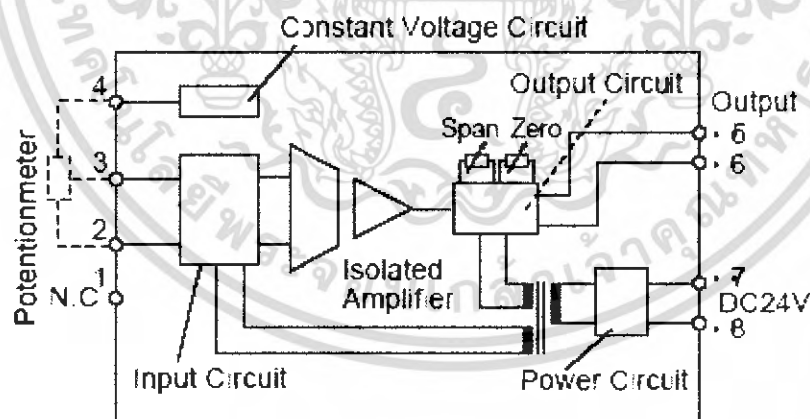 Constant Voltage Circuit
Output Circuit
Output
Span Zero
Potentionmeter
4
3
2
1
N.C
5
6
7
8
DC24V
Isolated
Amplifier
Input Circuit
Power Circuit